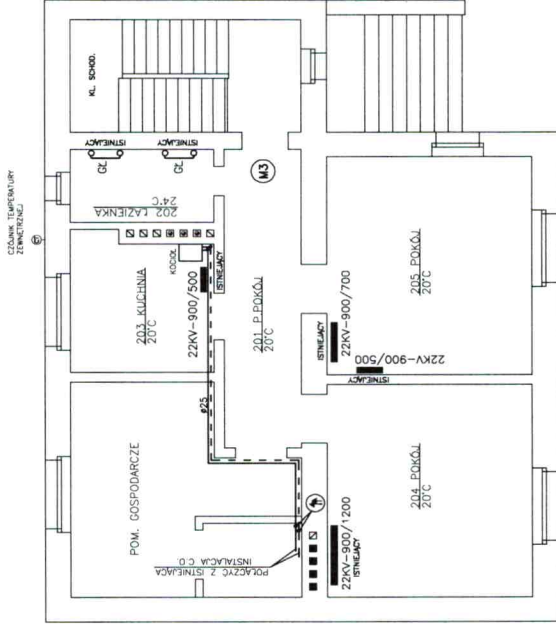 CZUJNIK TEMPERATURY
ZEWNĘTRZNEJ
KL. SCHOD.
ISTNIEJĄCY
ISTNIEJĄCY
GŁ.
GŁ.
202 ŁAZIENKA
24°C
M3
203 KUCHNIA
20°C
KOCIOŁ
22KV-900/500
ISTNIEJĄCY
201 P.POKÓJ
20°C
205 POKÓJ
20°C
ISTNIEJĄCY
22KV-900/700
22KV-900/500
ISTNIEJĄCY
ø25
POM. GOSPODARCZE
POŁĄCZYĆ Z ISTNIEJĄCĄ
INSTALACJĄ C.O.
204 POKÓJ
20°C
22KV-900/1200
ISTNIEJĄCY